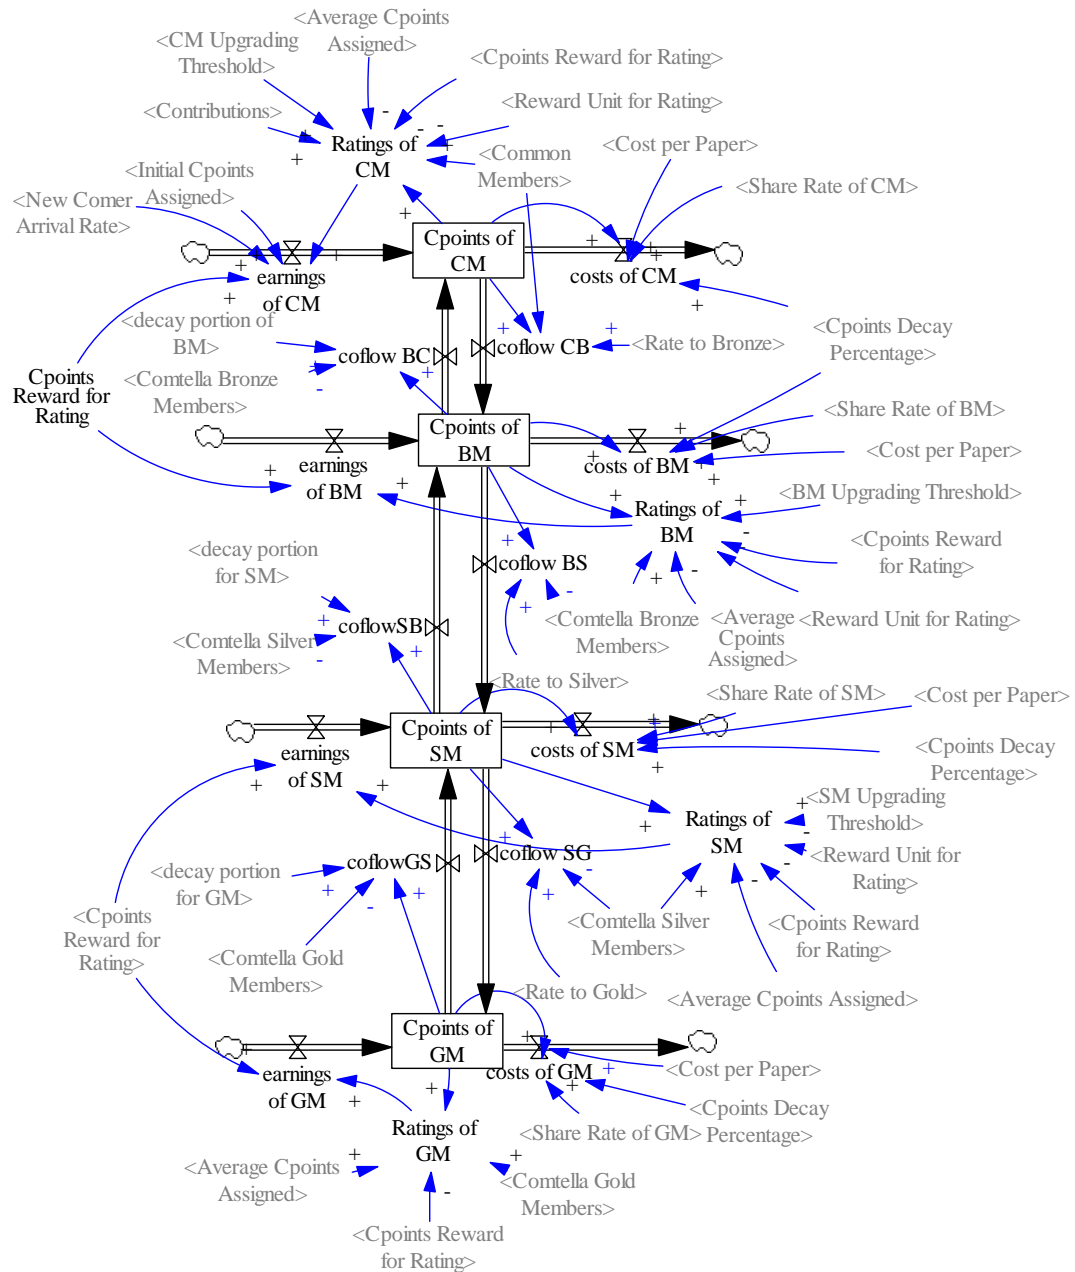 <Average Cpoints
Assigned>
<CM Upgrading
Threshold>
<Cpoints Reward for Rating>
<Contributions>
<Reward Unit for Rating>
Ratings of
CM
<Common
Members>
<Cost per Paper>
<Initial Cpoints
Assigned>
<Share Rate of CM>
<New Comer
Arrival Rate>
Cpoints of
CM
earnings
of CM
costs of CM
<decay portion of
BM>
coflow BC
coflow CB
<Rate to Bronze>
<Cpoints Decay
Percentage>
Cpoints
Reward for
Rating
<Comtella Bronze
Members>
<Share Rate of BM>
Cpoints of
BM
<Cost per Paper>
earnings
of BM
costs of BM
<BM Upgrading Threshold>
Ratings of
BM
<Cpoints Reward
for Rating>
<decay portion
for SM>
coflow BS
<Comtella Bronze
Members>
<Average
Cpoints
Assigned>
<Reward Unit for Rating>
coflowSB
<Comtella Silver
Members>
<Rate to Silver>
<Share Rate of SM>
<Cost per Paper>
Cpoints of
SM
earnings
of SM
costs of SM
<Cpoints Decay
Percentage>
<SM Upgrading
Threshold>
Ratings of
SM
<Reward Unit for
Rating>
coflowGS
coflow SG
<decay portion
for GM>
<Cpoints
Reward for
Rating>
<Comtella Silver
Members>
<Cpoints Reward
for Rating>
<Comtella Gold
Members>
<Rate to Gold>
<Average Cpoints Assigned>
Cpoints of
GM
earnings
of GM
costs of GM
<Cost per Paper>
<Cpoints Decay
Percentage>
<Share Rate of GM>
Ratings of
GM
<Average Cpoints
Assigned>
<Comtella Gold
Members>
<Cpoints Reward
for Rating>